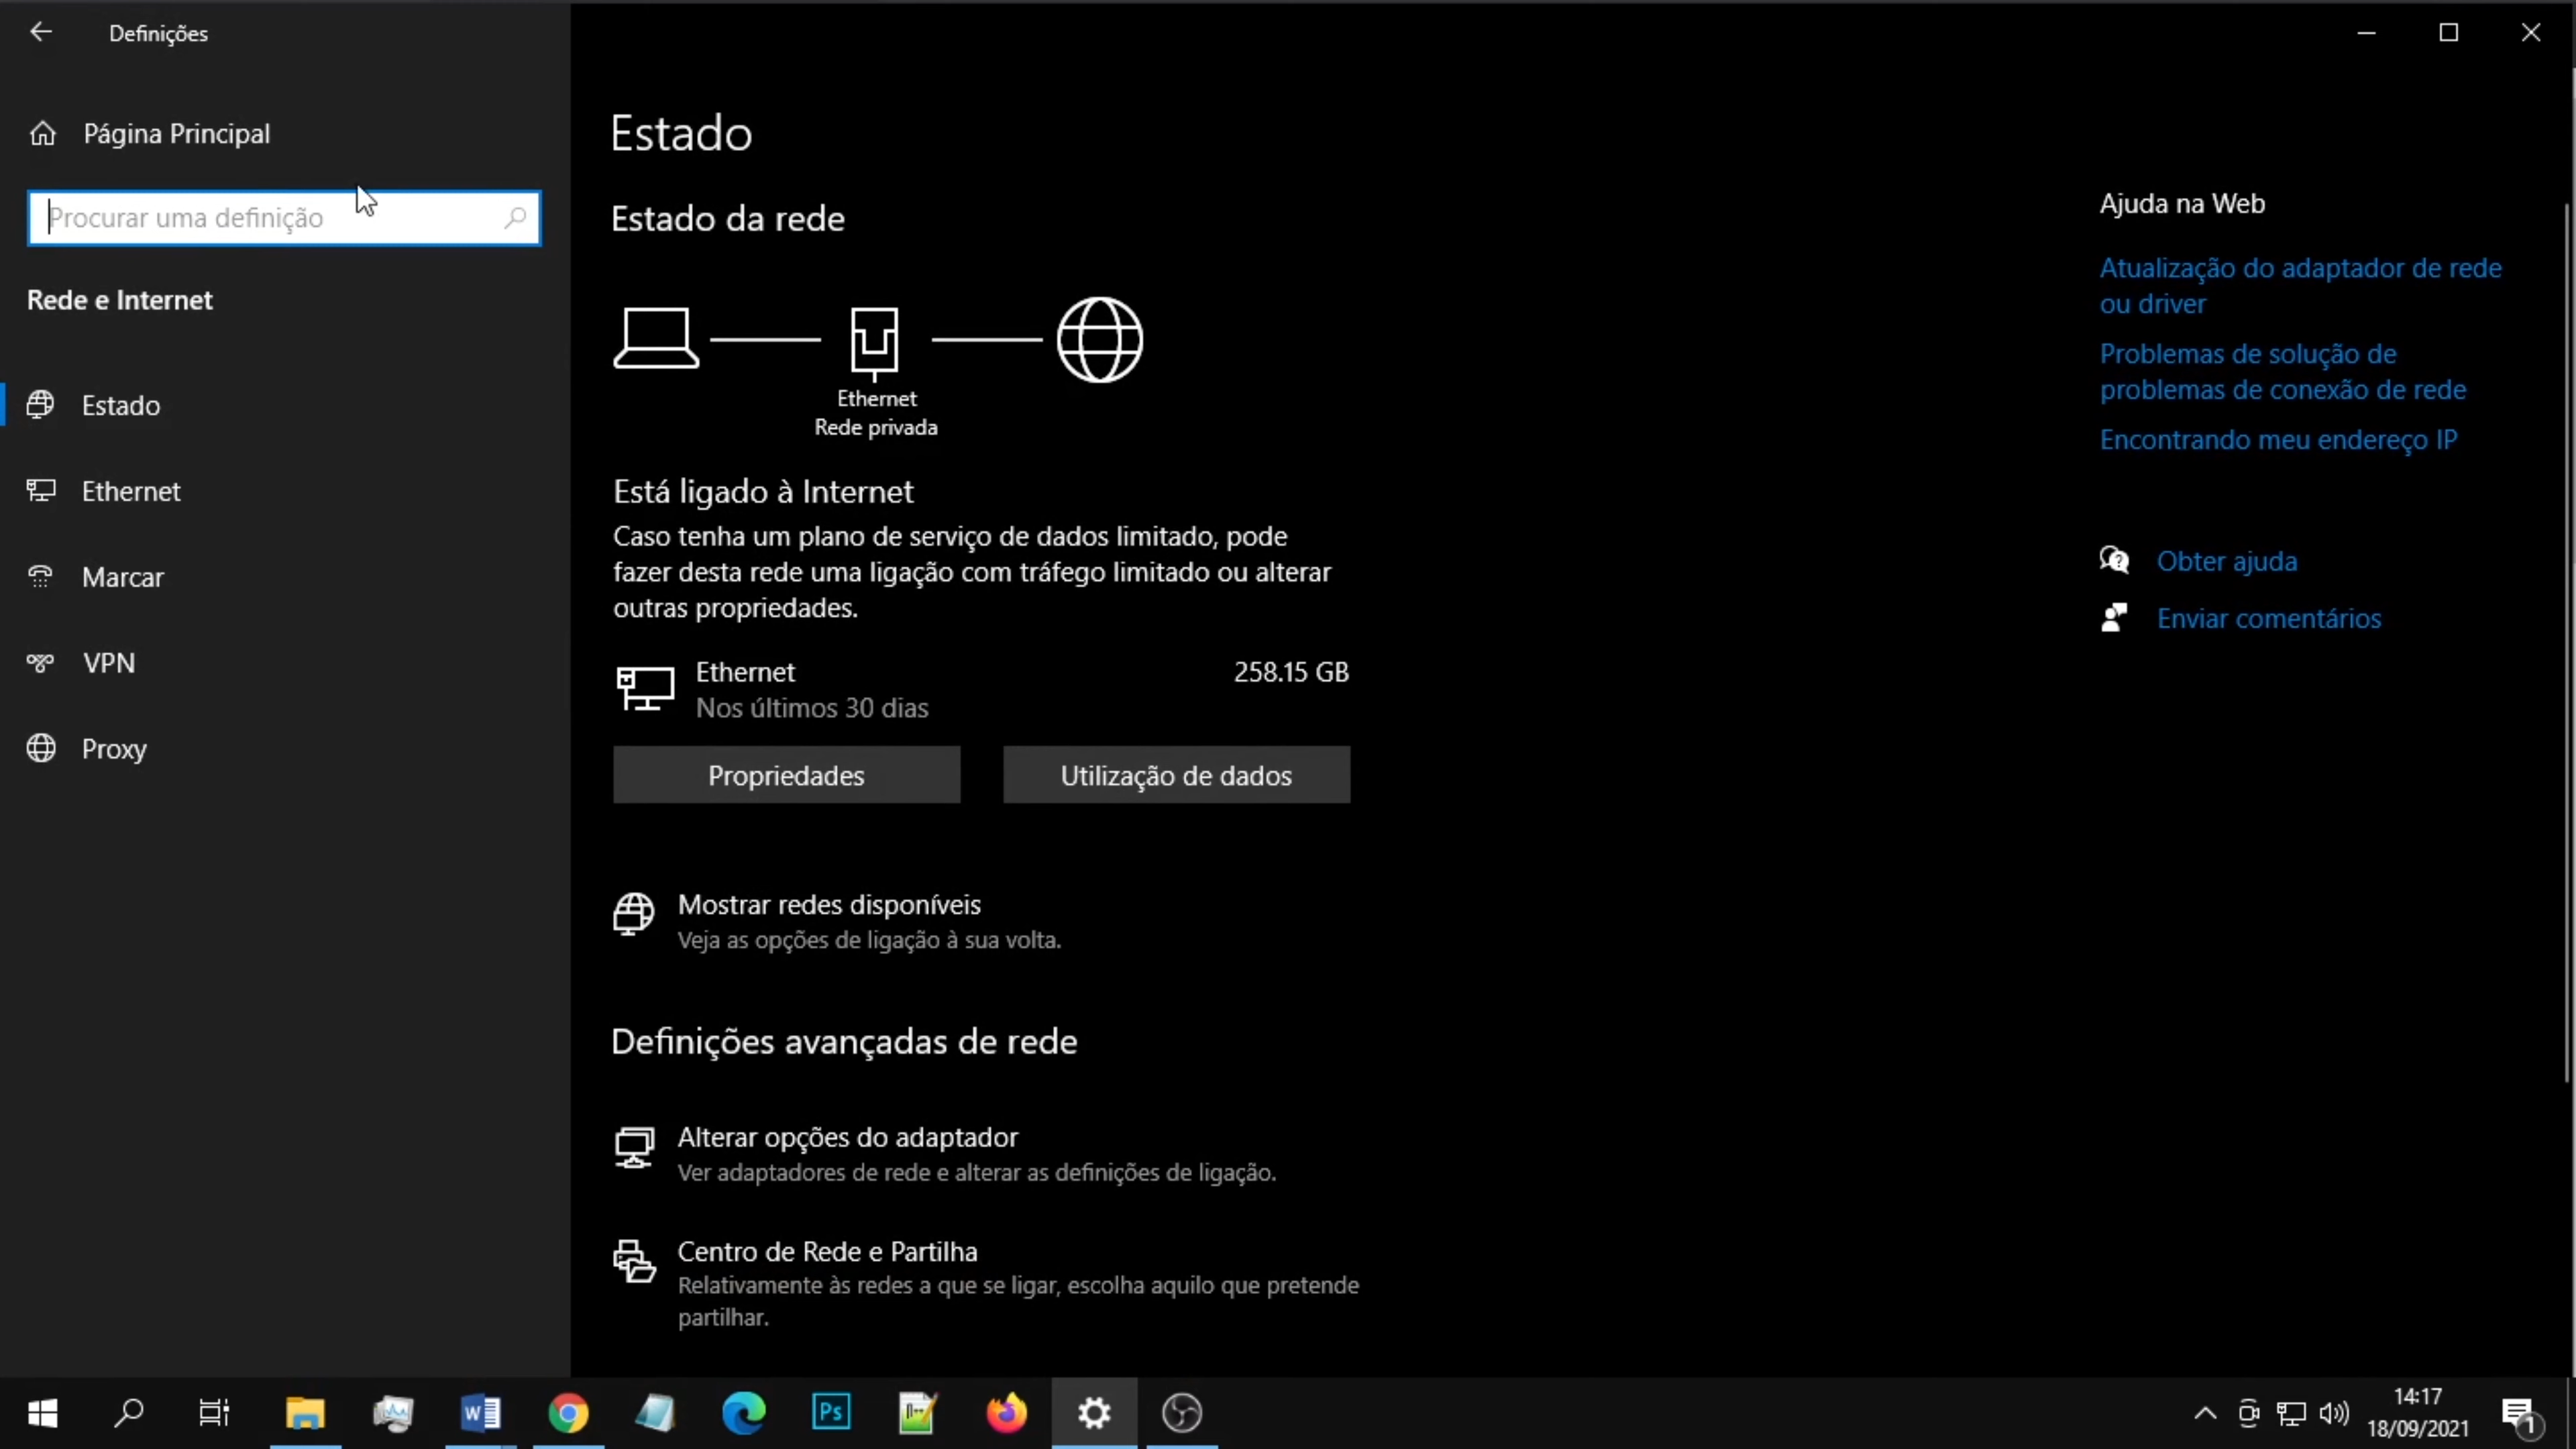 Definições
Página Principal
Procurar uma definição
Rede e Internet
Estado
Ethernet
Marcar
VPN
Proxy
Estado
Estado da rede
Ethernet
Rede privada
Está ligado à Internet
Caso tenha um plano de serviço de dados limitado, pode
fazer desta rede uma ligação com tráfego limitado ou alterar
outras propriedades.
Ethernet
258.15 GB
Nos últimos 30 dias
Propriedades
Utilização de dados
Mostrar redes disponíveis
Veja as opções de ligação à sua volta.
Definições avançadas de rede
Alterar opções do adaptador
Ver adaptadores de rede e alterar as definições de ligação.
Centro de Rede e Partilha
Relativamente às redes a que se ligar, escolha aquilo que pretende
partilhar.
Ajuda na Web
Atualização do adaptador de rede
ou driver
Problemas de solução de
problemas de conexão de rede
Encontrando meu endereço IP
Obter ajuda
Enviar comentários
W
Ps
14:17
18/09/2021
1